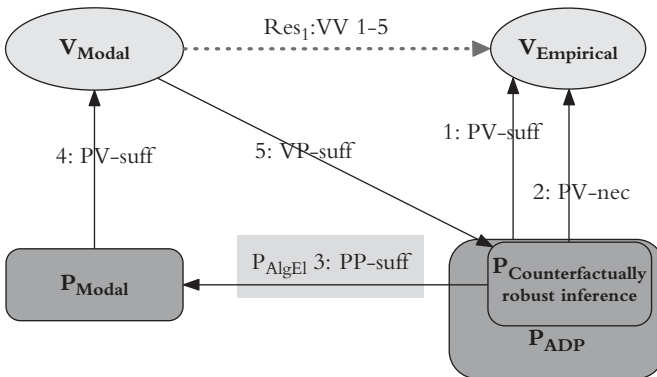 Res₁:VV 1-5
V_Modal
V_Empirical
1: PV-suff
4: PV-suff
5: VP-suff
2: PV-nec
P_AlgEl 3: PP-suff
P_Modal
P_Counterfactually
robust inference
P_ADP